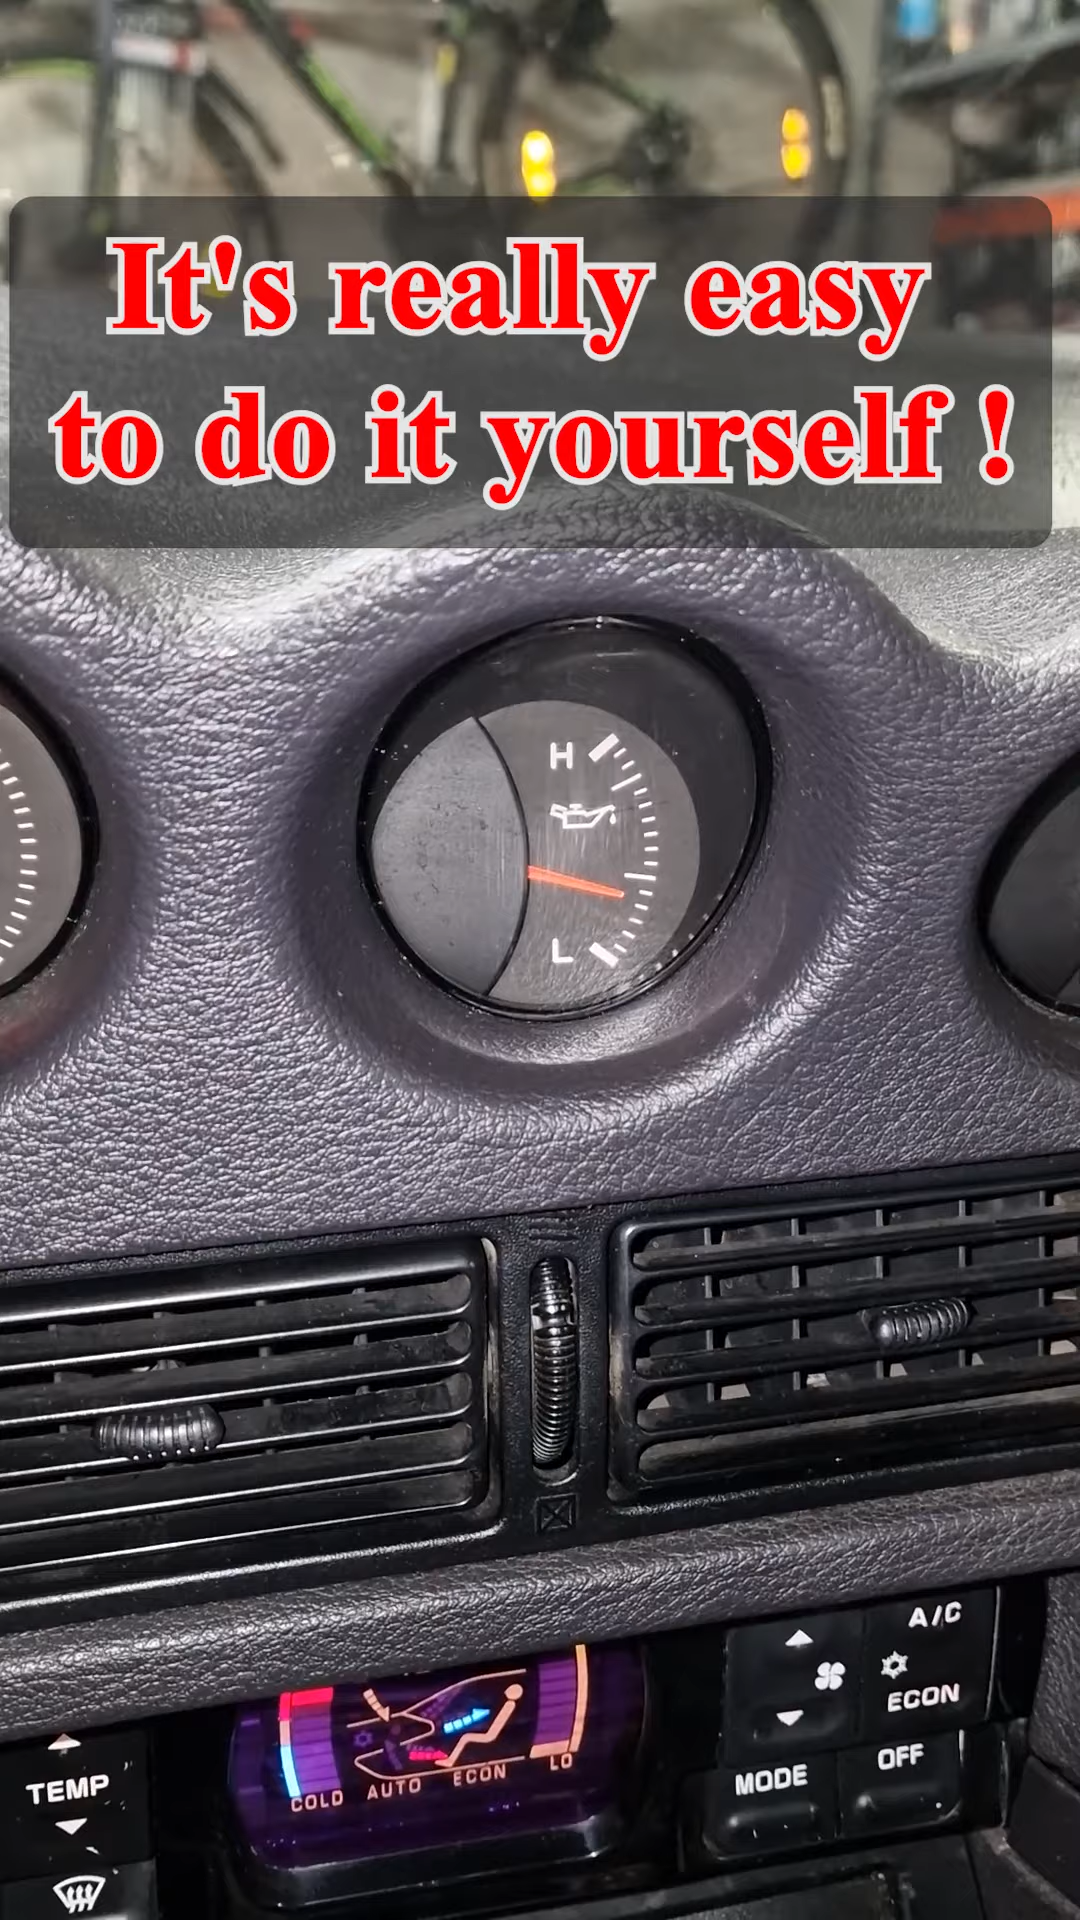 It's really easy
to do it yourself !
H
L
A/C
ECON
TEMP
COLD AUTO ECON LO
MODE OFF